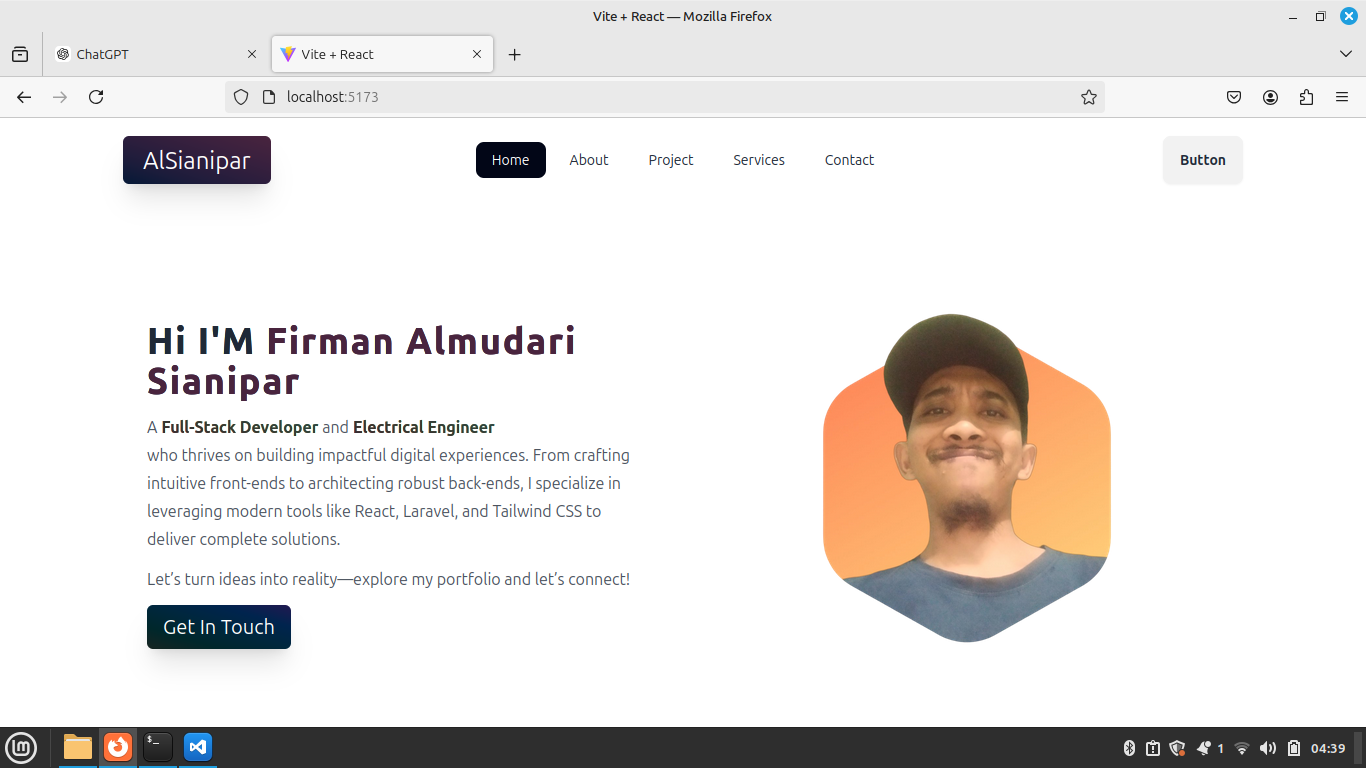 Vite + React — Mozilla Firefox
ChatGPT
Vite + React
localhost:5173
AlSianipar
Home
About
Project
Services
Contact
Button
Hi I'M Firman Almudari
Sianipar
A Full-Stack Developer and Electrical Engineer
who thrives on building impactful digital experiences. From crafting
intuitive front-ends to architecting robust back-ends, I specialize in
leveraging modern tools like React, Laravel, and Tailwind CSS to
deliver complete solutions.
Let’s turn ideas into reality—explore my portfolio and let’s connect!
Get In Touch
1
04:39